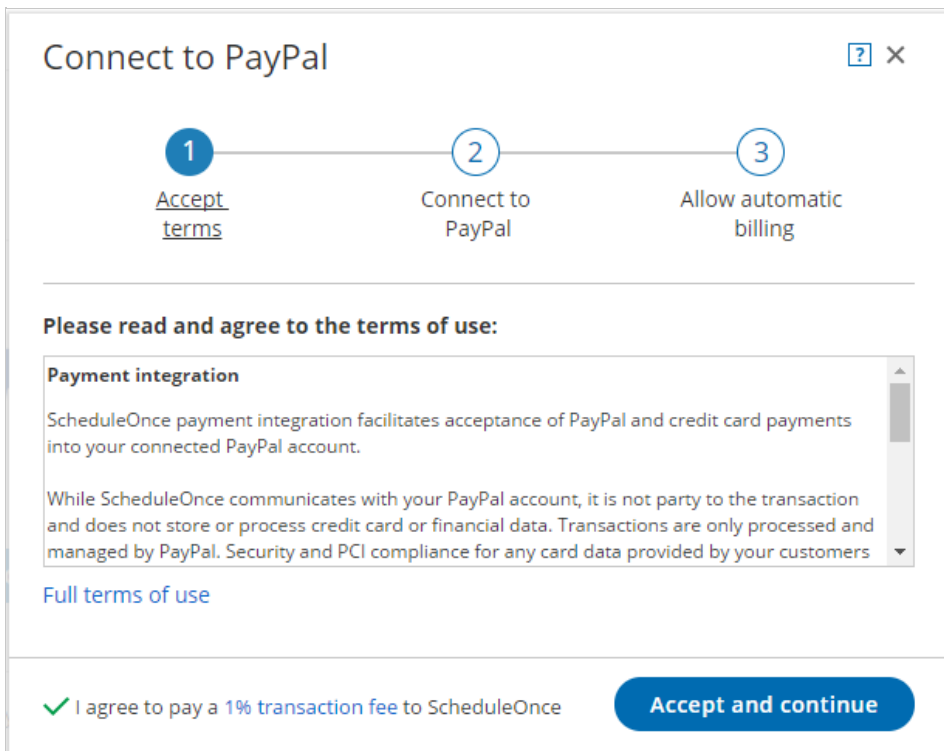 Connect to PayPal
?
1
2
3
Accept
terms
Connect to
PayPal
Allow automatic
billing
Please read and agree to the terms of use:
Payment integration
ScheduleOnce payment integration facilitates acceptance of PayPal and credit card payments
into your connected PayPal account.
While ScheduleOnce communicates with your PayPal account, it is not party to the transaction
and does not store or process credit card or financial data. Transactions are only processed and
managed by PayPal. Security and PCI compliance for any card data provided by your customers
Full terms of use
I agree to pay a 1% transaction fee to ScheduleOnce
Accept and continue